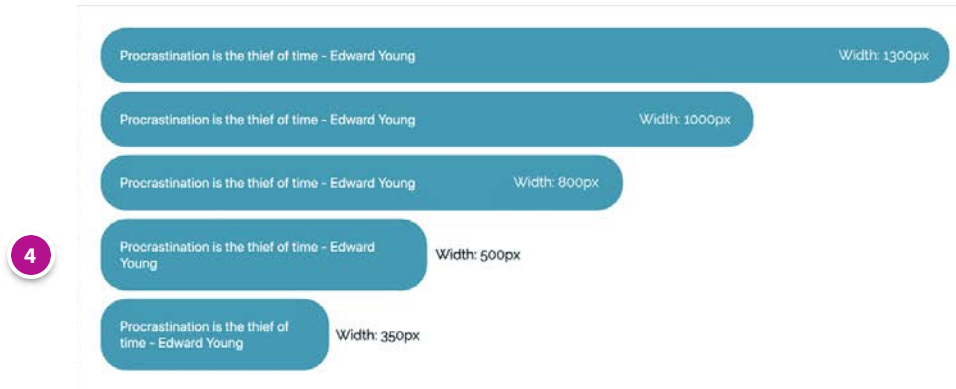 Procrastination is the thief of time - Edward Young Width: 1300px
Procrastination is the thief of time - Edward Young Width: 1000px
Procrastination is the thief of time - Edward Young Width: 800px
4
Procrastination is the thief of time - Edward
Young
Width: 500px
Procrastination is the thief of
time - Edward Young
Width: 350px